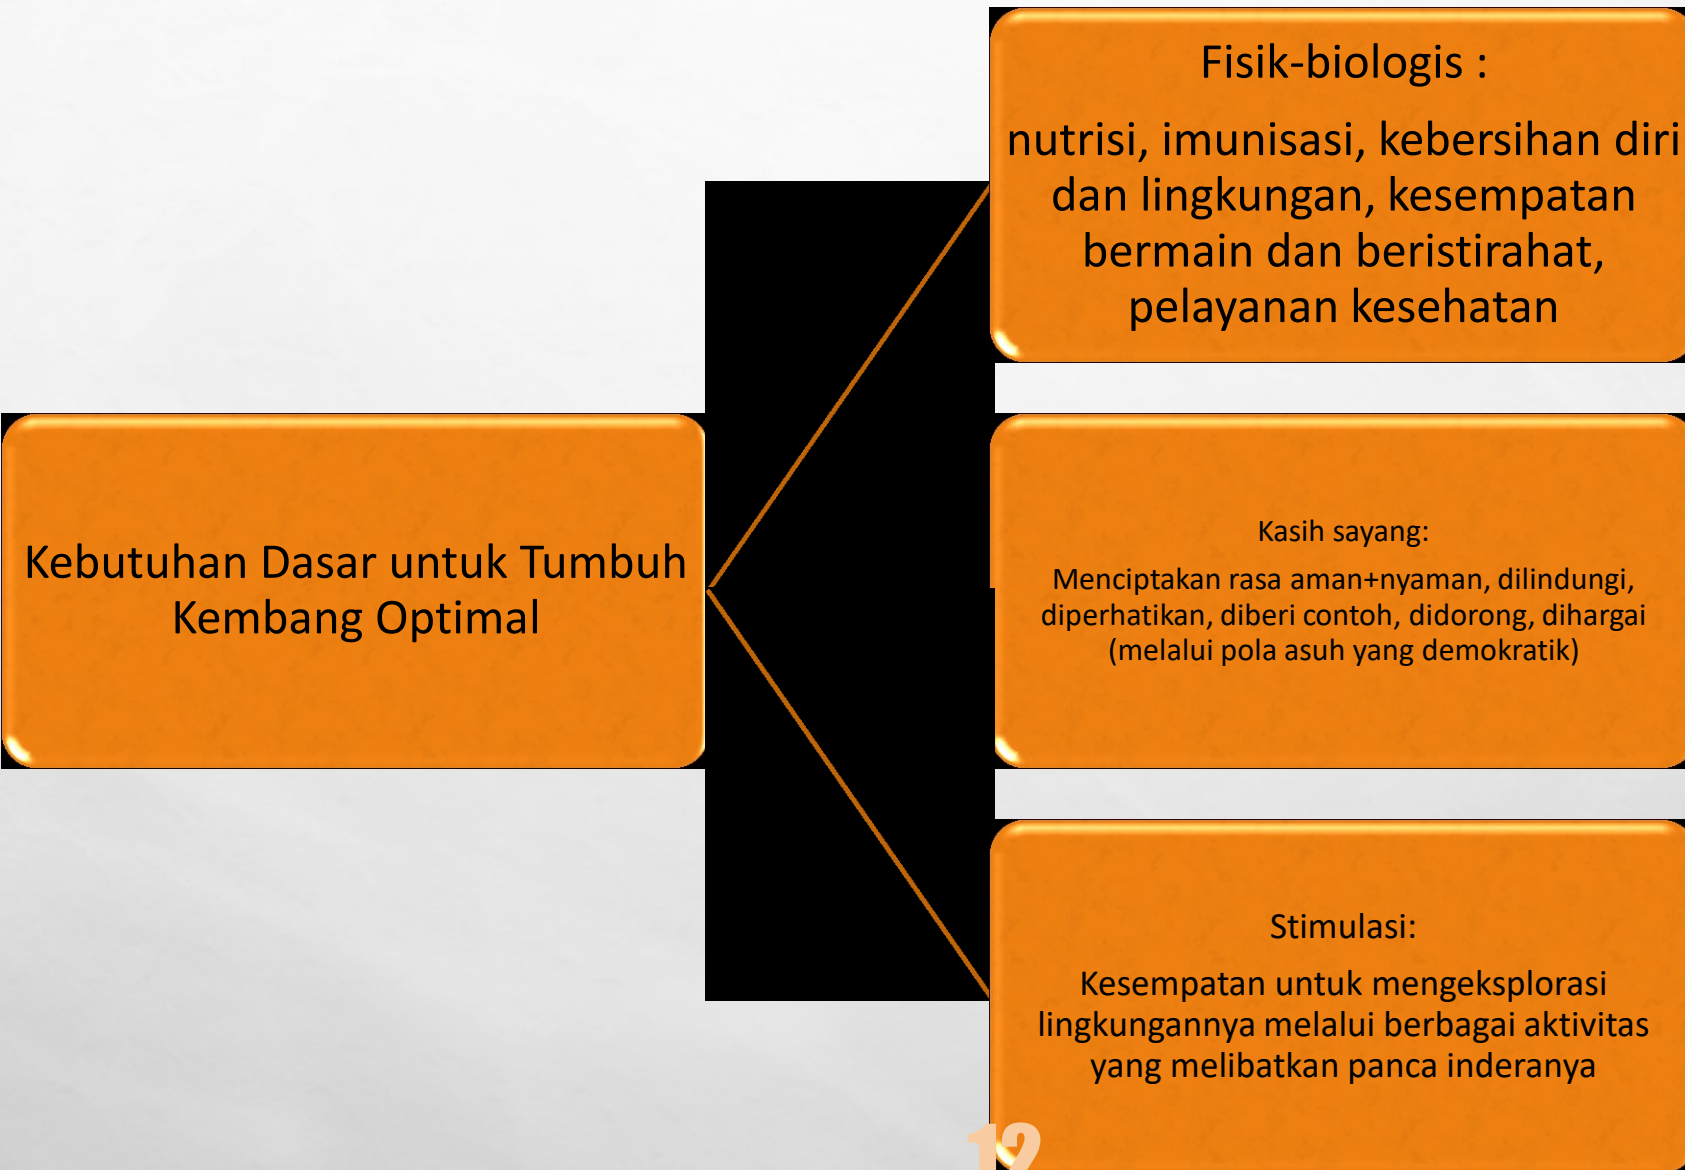 Kebutuhan Dasar untuk Tumbuh
Kembang Optimal
Fisik-biologis :
nutrisi, imunisasi, kebersihan diri
dan lingkungan, kesempatan
bermain dan beristirahat,
pelayanan kesehatan
Kasih sayang:
Menciptakan rasa aman+nyaman, dilindungi,
diperhatikan, diberi contoh, didorong, dihargai
(melalui pola asuh yang demokratik)
Stimulasi:
Kesempatan untuk mengeksplorasi
lingkungannya melalui berbagai aktivitas
yang melibatkan panca inderanya
12